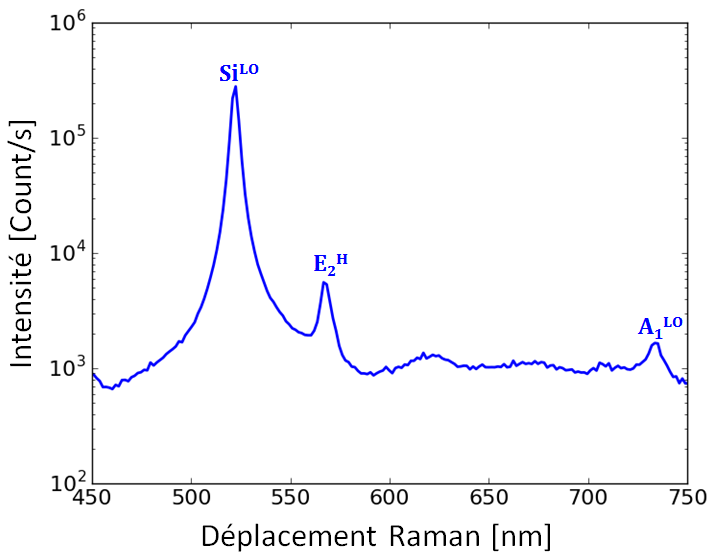 10⁶
Si^LO
10⁵
Intensité [Count/s]
10⁴
E₂^H
A₁^LO
10³
10²
450 500 550 600 650 700 750
Déplacement Raman [nm]